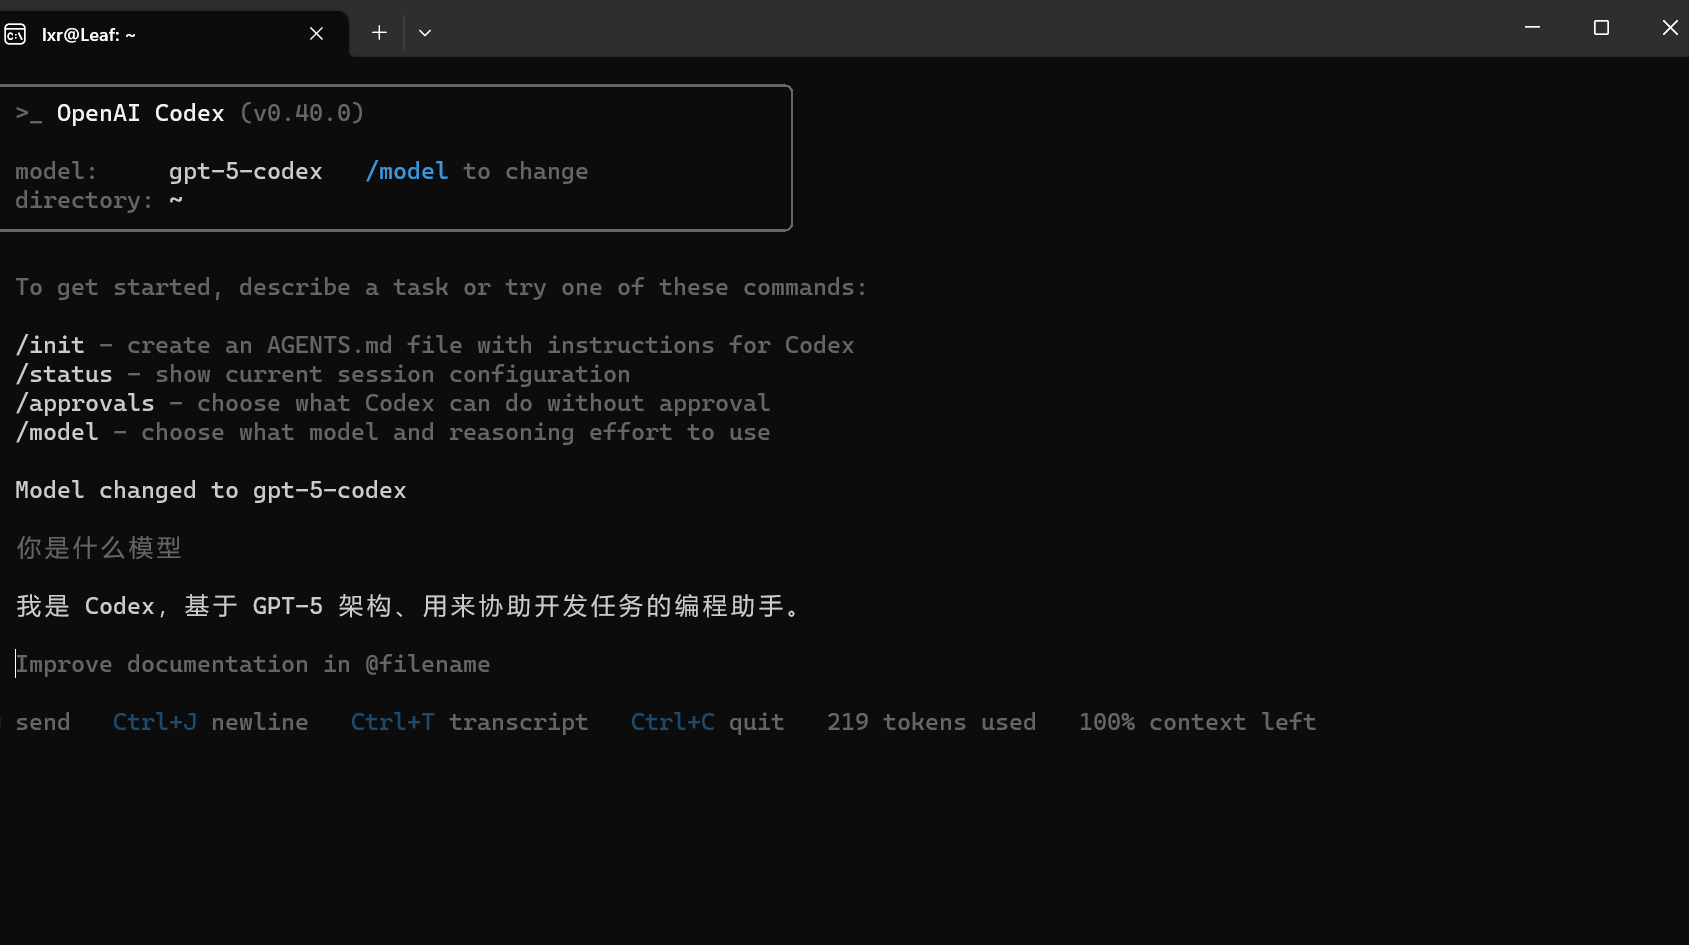 lxr@Leaf: ~
>_ OpenAI Codex (v0.40.0)
model: gpt-5-codex /model to change
directory: ~
To get started, describe a task or try one of these commands:
/init - create an AGENTS.md file with instructions for Codex
/status - show current session configuration
/approvals - choose what Codex can do without approval
/model - choose what model and reasoning effort to use
Model changed to gpt-5-codex
你是什么模型
我是 Codex，基于 GPT-5 架构、用来协助开发任务的编程助手。
Improve documentation in @filename
send Ctrl+J newline Ctrl+T transcript Ctrl+C quit 219 tokens used 100% context left